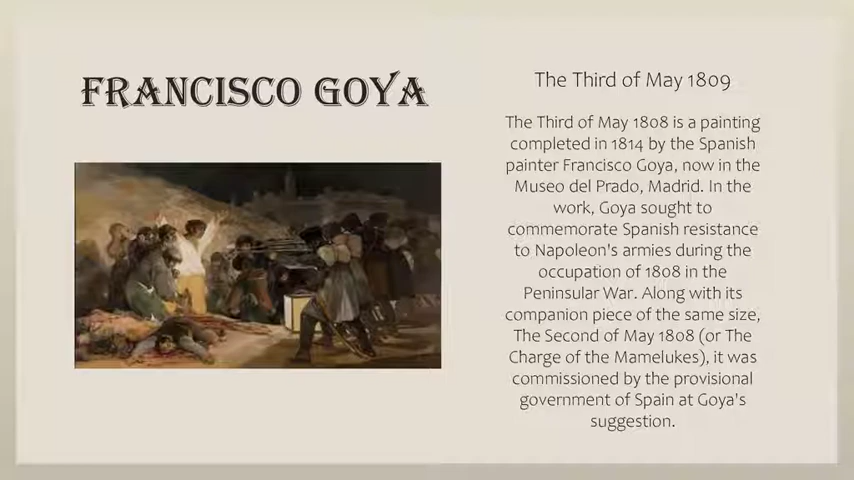 FRANCISCO GOYA
The Third of May 1809
The Third of May 1808 is a painting
completed in 1814 by the Spanish
painter Francisco Goya, now in the
Museo del Prado, Madrid. In the
work, Goya sought to
commemorate Spanish resistance
to Napoleon's armies during the
occupation of 1808 in the
Peninsular War. Along with its
companion piece of the same size,
The Second of May 1808 (or The
Charge of the Mamelukes), it was
commissioned by the provisional
government of Spain at Goya's
suggestion.